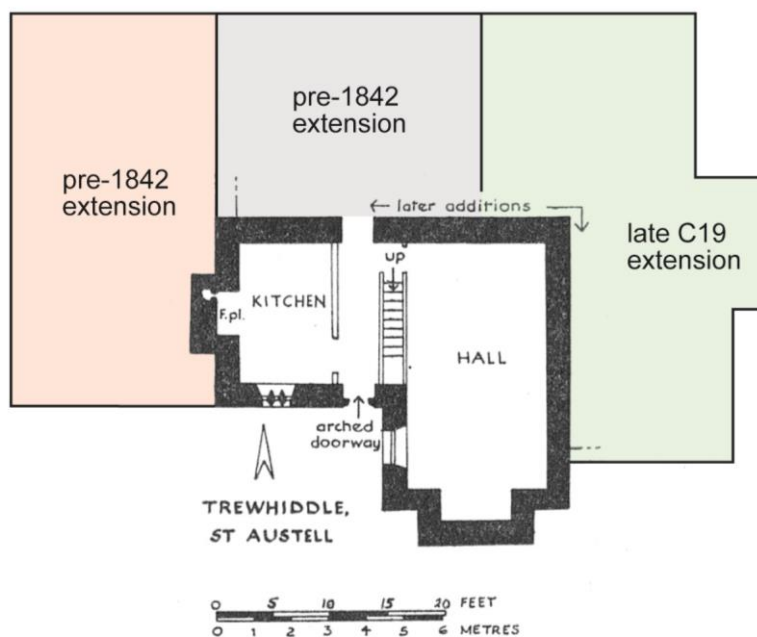 pre-1842
extension
pre-1842
extension
← later additions
late C19
extension
up
KITCHEN
F.pl.
HALL
arched
doorway
TREWHIDDLE,
ST AUSTELL
0 5 10 15 20 FEET
0 1 2 3 4 5 6 METRES